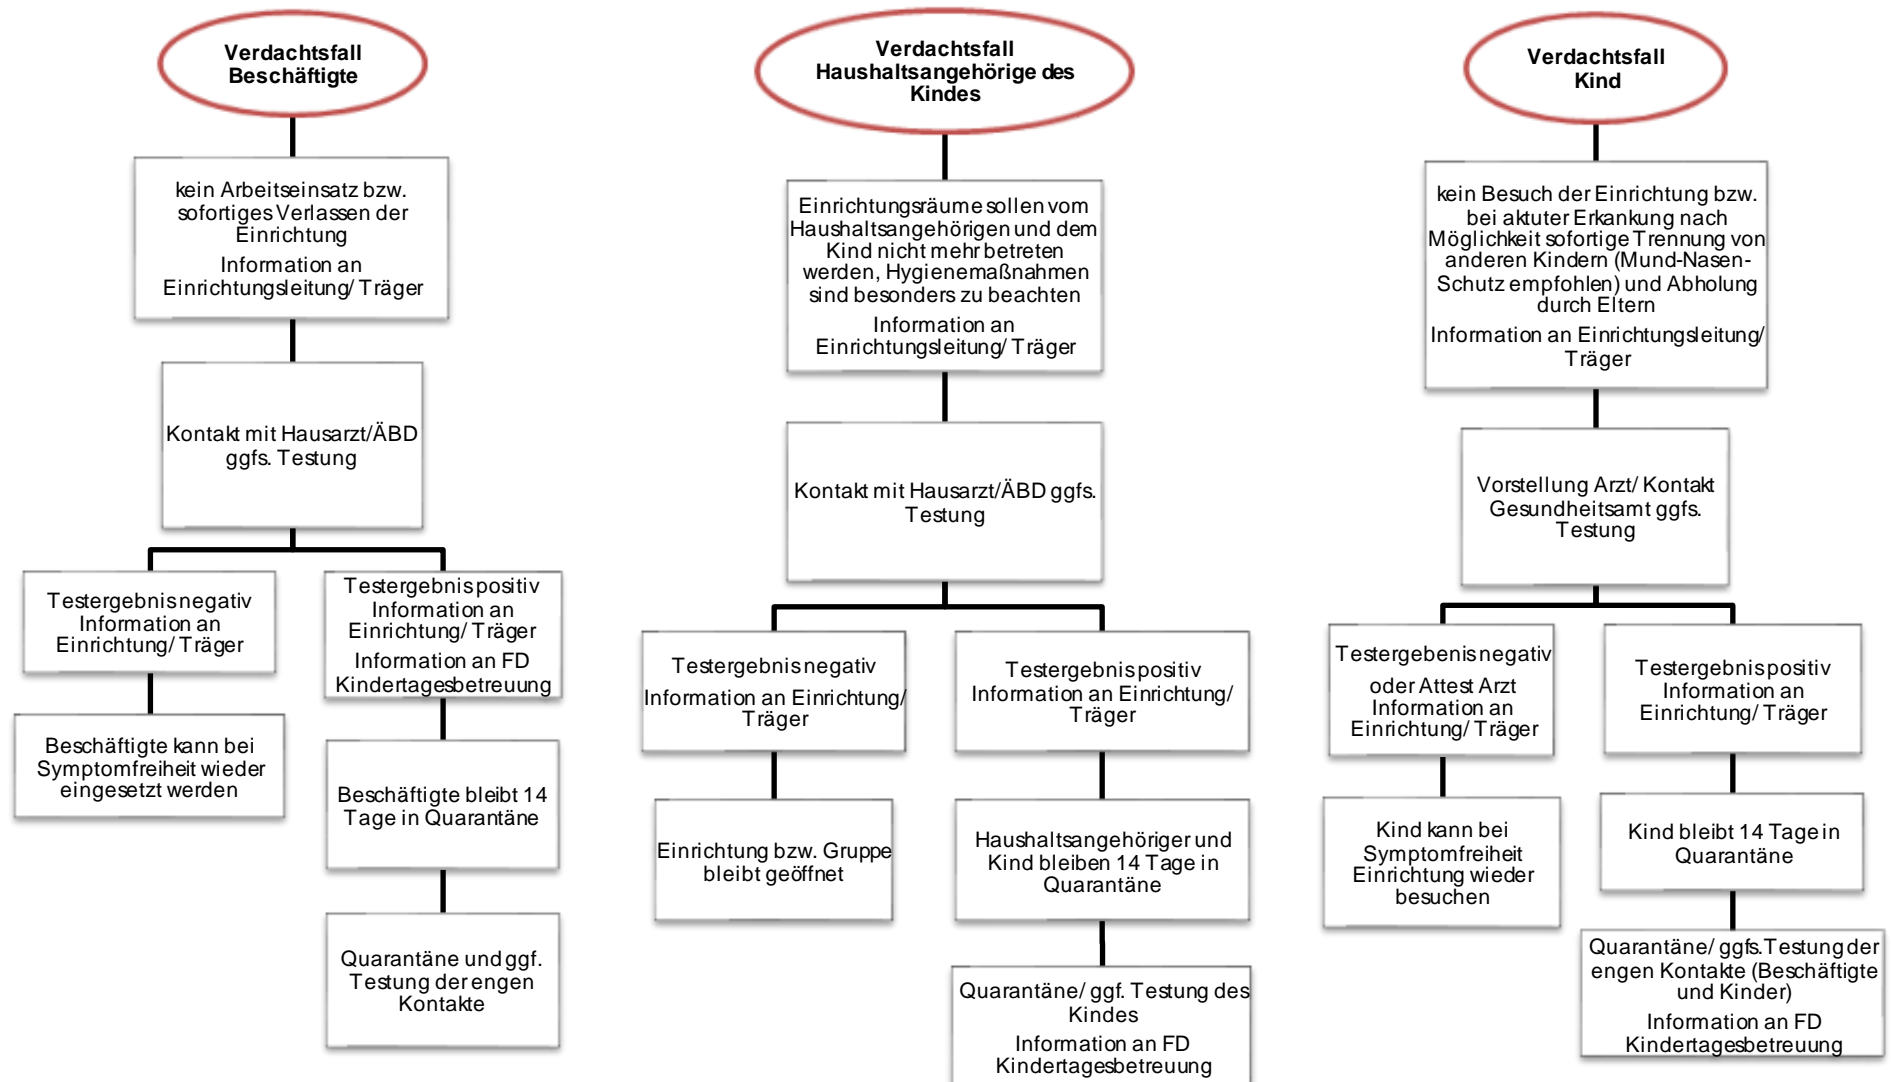 Verdachtsfall
Beschäftigte
kein Arbeitseinsatz bzw.
sofortiges Verlassen der
Einrichtung
Information an
Einrichtungsleitung/ Träger
Kontakt mit Hausarzt/ÄBD
ggfs. Testung
Testergebnis negativ
Information an
Einrichtung/ Träger
Beschäftigte kann bei
Symptomfreiheit wieder
eingesetzt werden
Testergebnis positiv
Information an
Einrichtung/ Träger
Information an FD
Kindertagesbetreuung
Beschäftigte bleibt 14
Tage in Quarantäne
Quarantäne und ggf.
Testung der engen
Kontakte
Verdachtsfall
Haushaltsangehörige des
Kindes
Einrichtungsräume sollen vom
Haushaltsangehörigen und dem
Kind nicht mehr betreten
werden, Hygienemaßnahmen
sind besonders zu beachten
Information an
Einrichtungsleitung/ Träger
Kontakt mit Hausarzt/ÄBD ggfs.
Testung
Testergebnis negativ
Information an Einrichtung/
Träger
Einrichtung bzw. Gruppe
bleibt geöffnet
Testergebnis positiv
Information an Einrichtung/
Träger
Haushaltsangehöriger und
Kind bleiben 14 Tage in
Quarantäne
Quarantäne/ ggf. Testung des
Kindes
Information an FD
Kindertagesbetreuung
Verdachtsfall
Kind
kein Besuch der Einrichtung bzw.
bei aktuter Erkankung nach
Möglichkeit sofortige Trennung von
anderen Kindern (Mund-Nasen-
Schutz empfohlen) und Abholung
durch Eltern
Information an Einrichtungsleitung/
Träger
Vorstellung Arzt/ Kontakt
Gesundheitsamt ggfs.
Testung
Testergebenis negativ
oder Attest Arzt
Information an
Einrichtung/ Träger
Kind kann bei
Symptomfreiheit
Einrichtung wieder
besuchen
Testergebnis positiv
Information an
Einrichtung/ Träger
Kind bleibt 14 Tage in
Quarantäne
Quarantäne/ ggfs. Testung der
engen Kontakte (Beschäftigte
und Kinder)
Information an FD
Kindertagesbetreuung